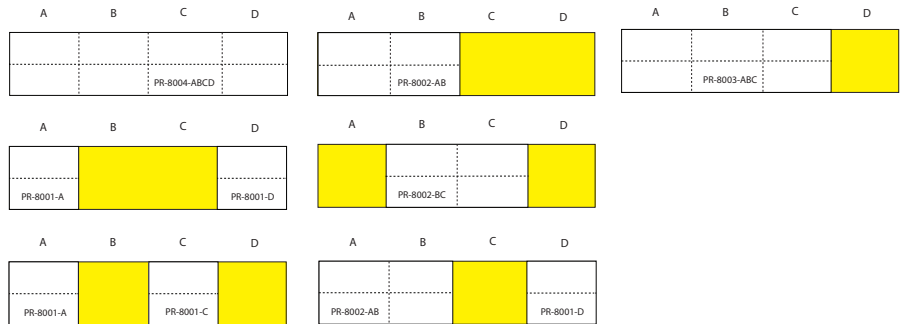 A B C D
PR-8004-ABCD
A B C D
PR-8002-AB
A B C D
PR-8003-ABC
A B C D
PR-8001-A PR-8001-D
A B C D
PR-8002-BC
A B C D
PR-8001-A PR-8001-C
A B C D
PR-8002-AB PR-8001-D